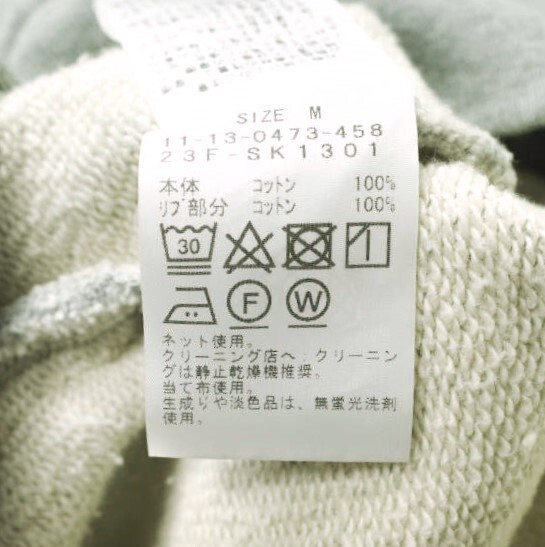 SIZE M
11-13-0473-458
23F-SK1301
本体 コットン 100%
リブ部分 コットン 100%
30
F W
ネット使用。
クリーニング店へ：クリーニン
グは静止乾燥機推奨。
当て布使用。
生成りや淡色品は、無蛍光洗剤
使用。